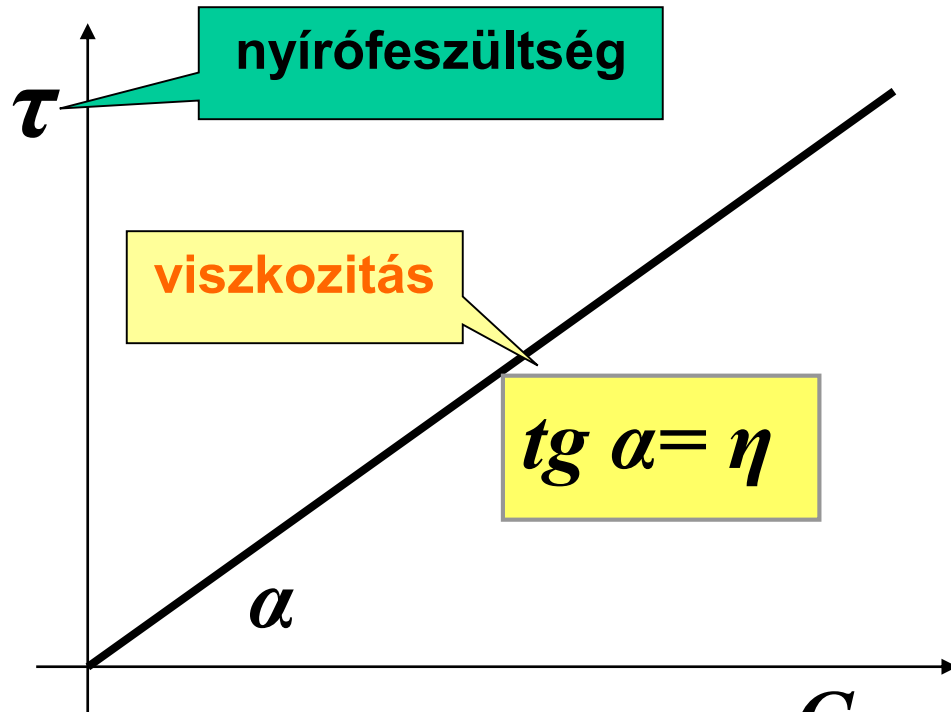 nyírófeszültség
τ
viszkozitás
tg α= η
α
G